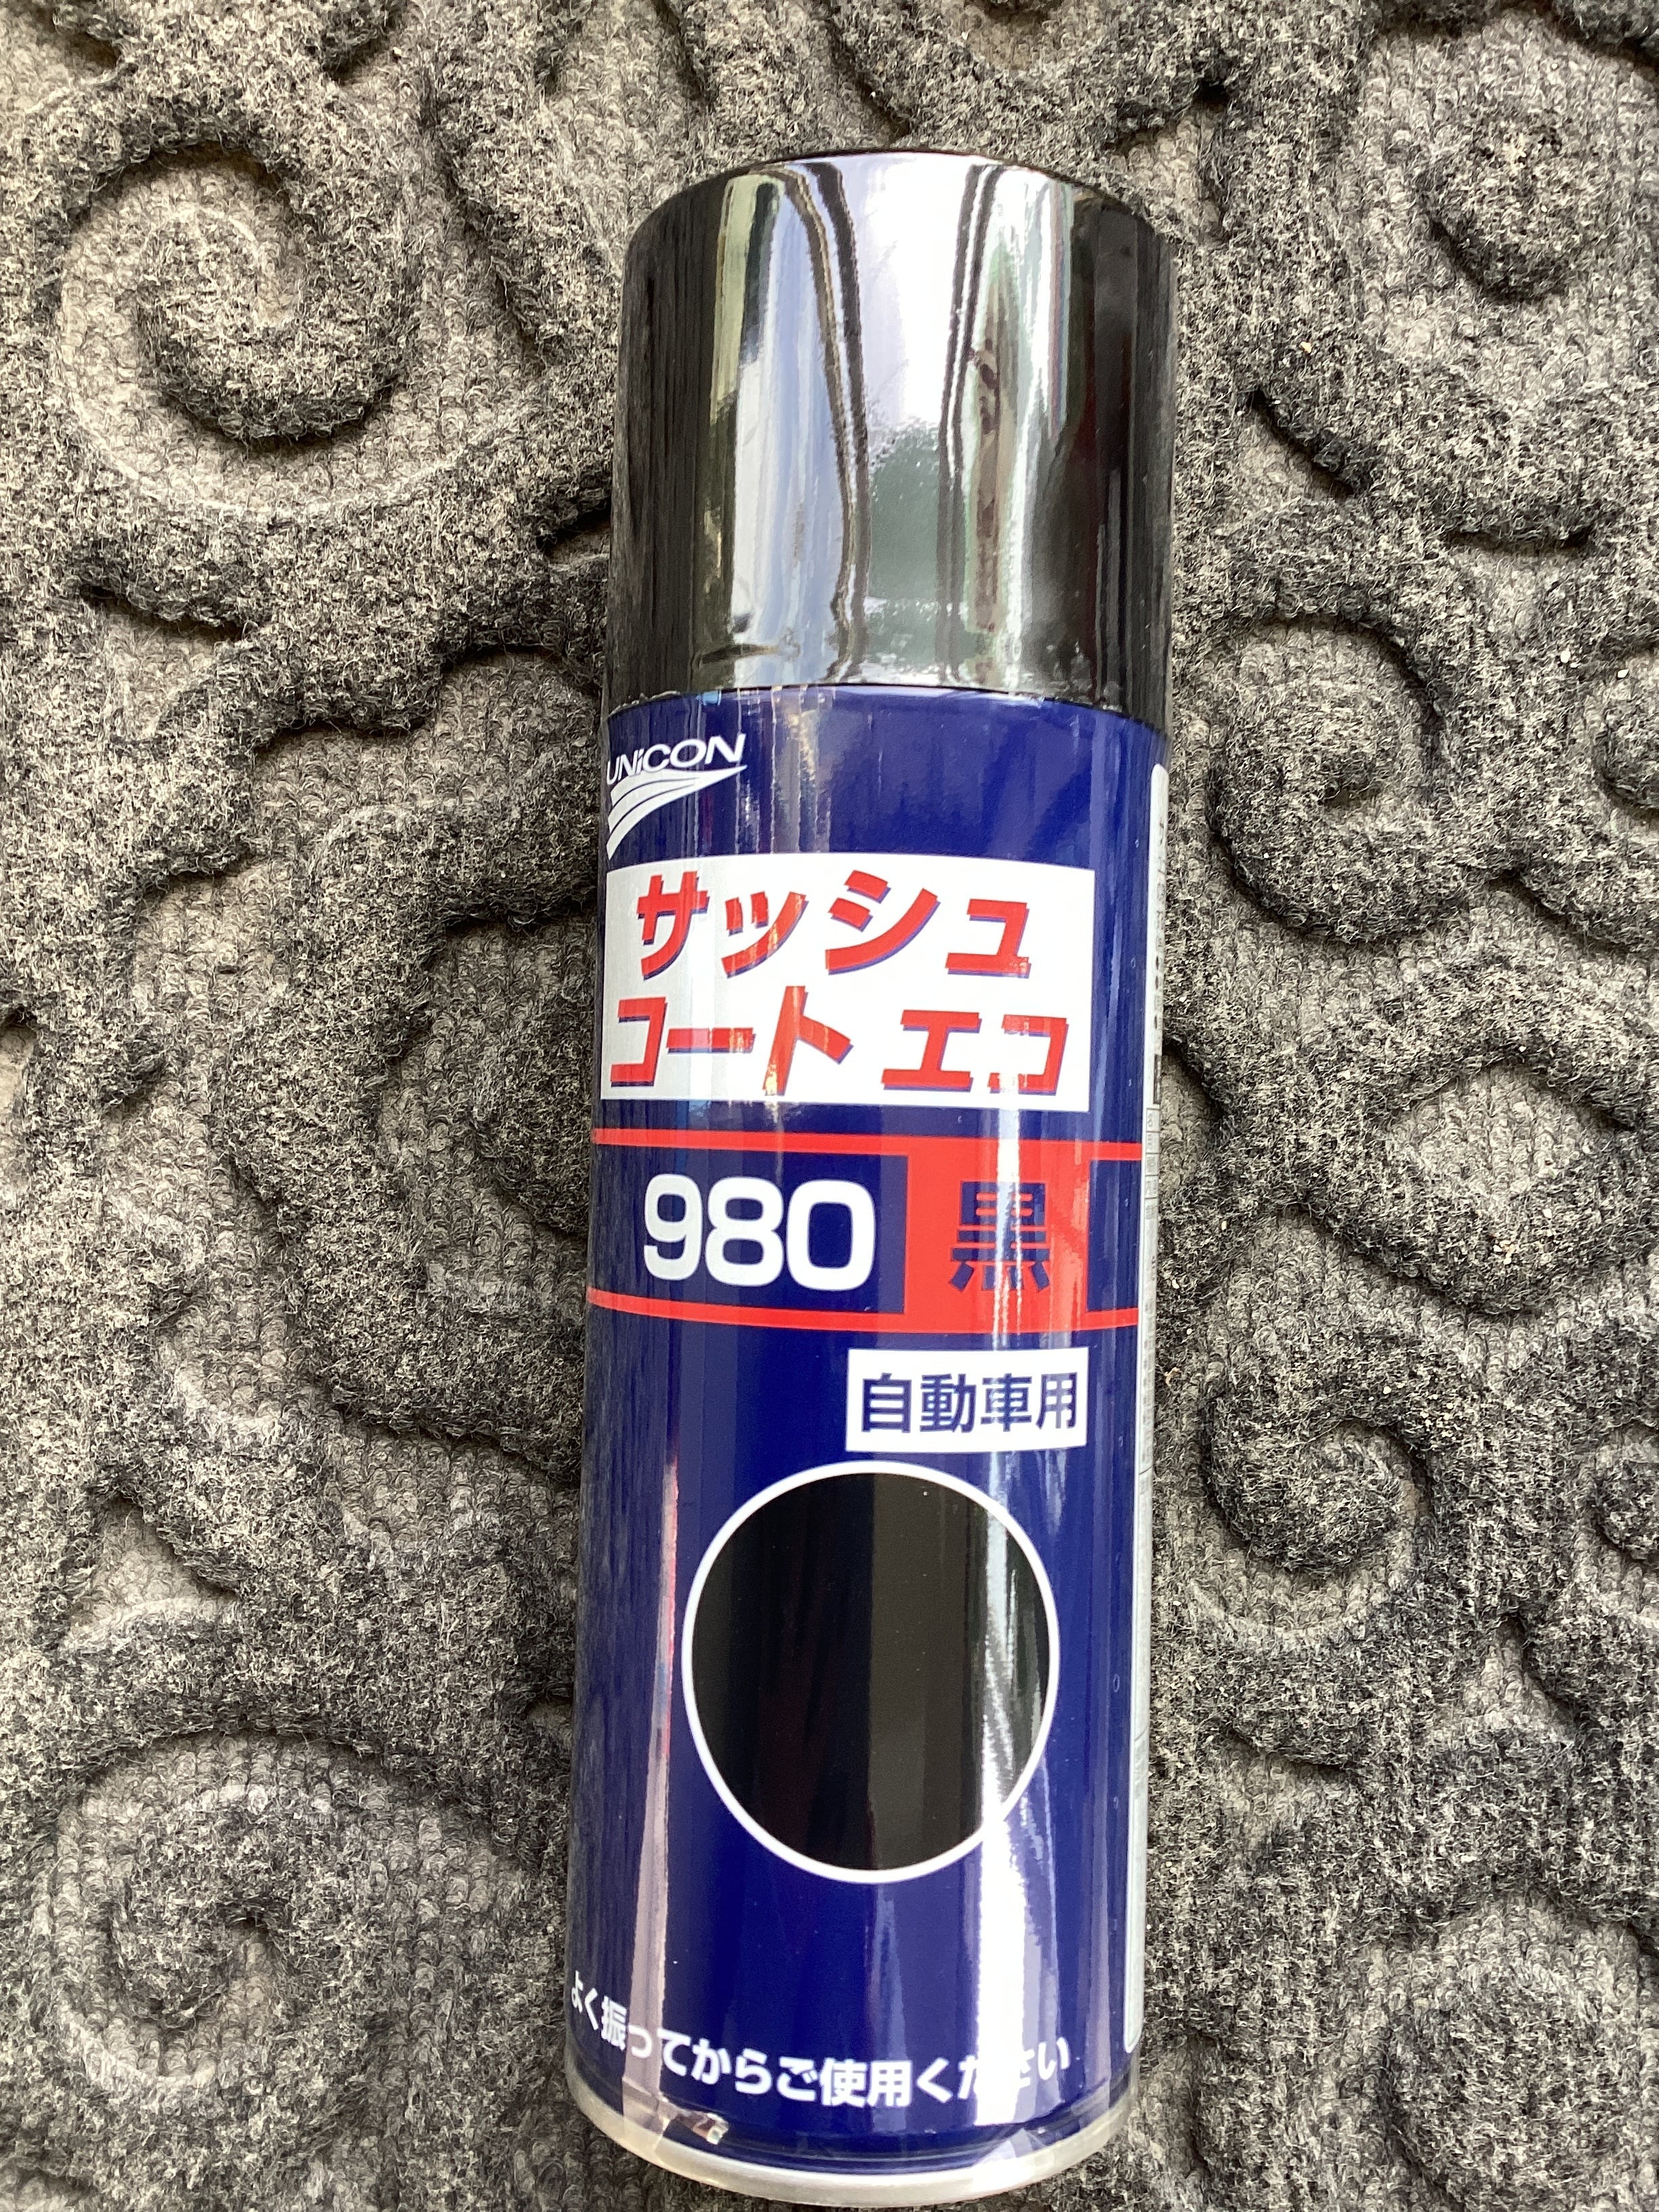 UNiCON
サッシュ
コート エコ
980 黒
自動車用
よく振ってからご使用ください